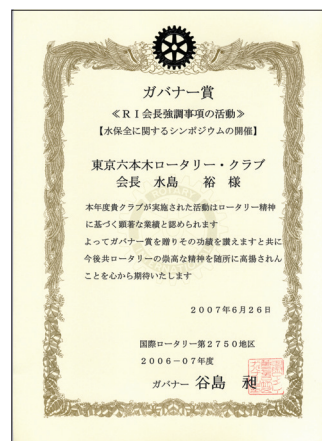 ガバナー賞
≪RI会長強調事項の活動≫
【水保全に関するシンポジウムの開催】
東京六本木ロータリー・クラブ
会長 水島 裕 様
本年度貴クラブが実施された活動はロータリー精神
に基づく顕著な業績と認められます
よってガバナー賞を贈りその功績を讃えますと共に
今後共ロータリーの崇高な精神を随所に高揚されん
ことを心から期待いたします
2007年6月26日
国際ロータリー第2750地区
2006-07年度
ガバナー 谷島 昶